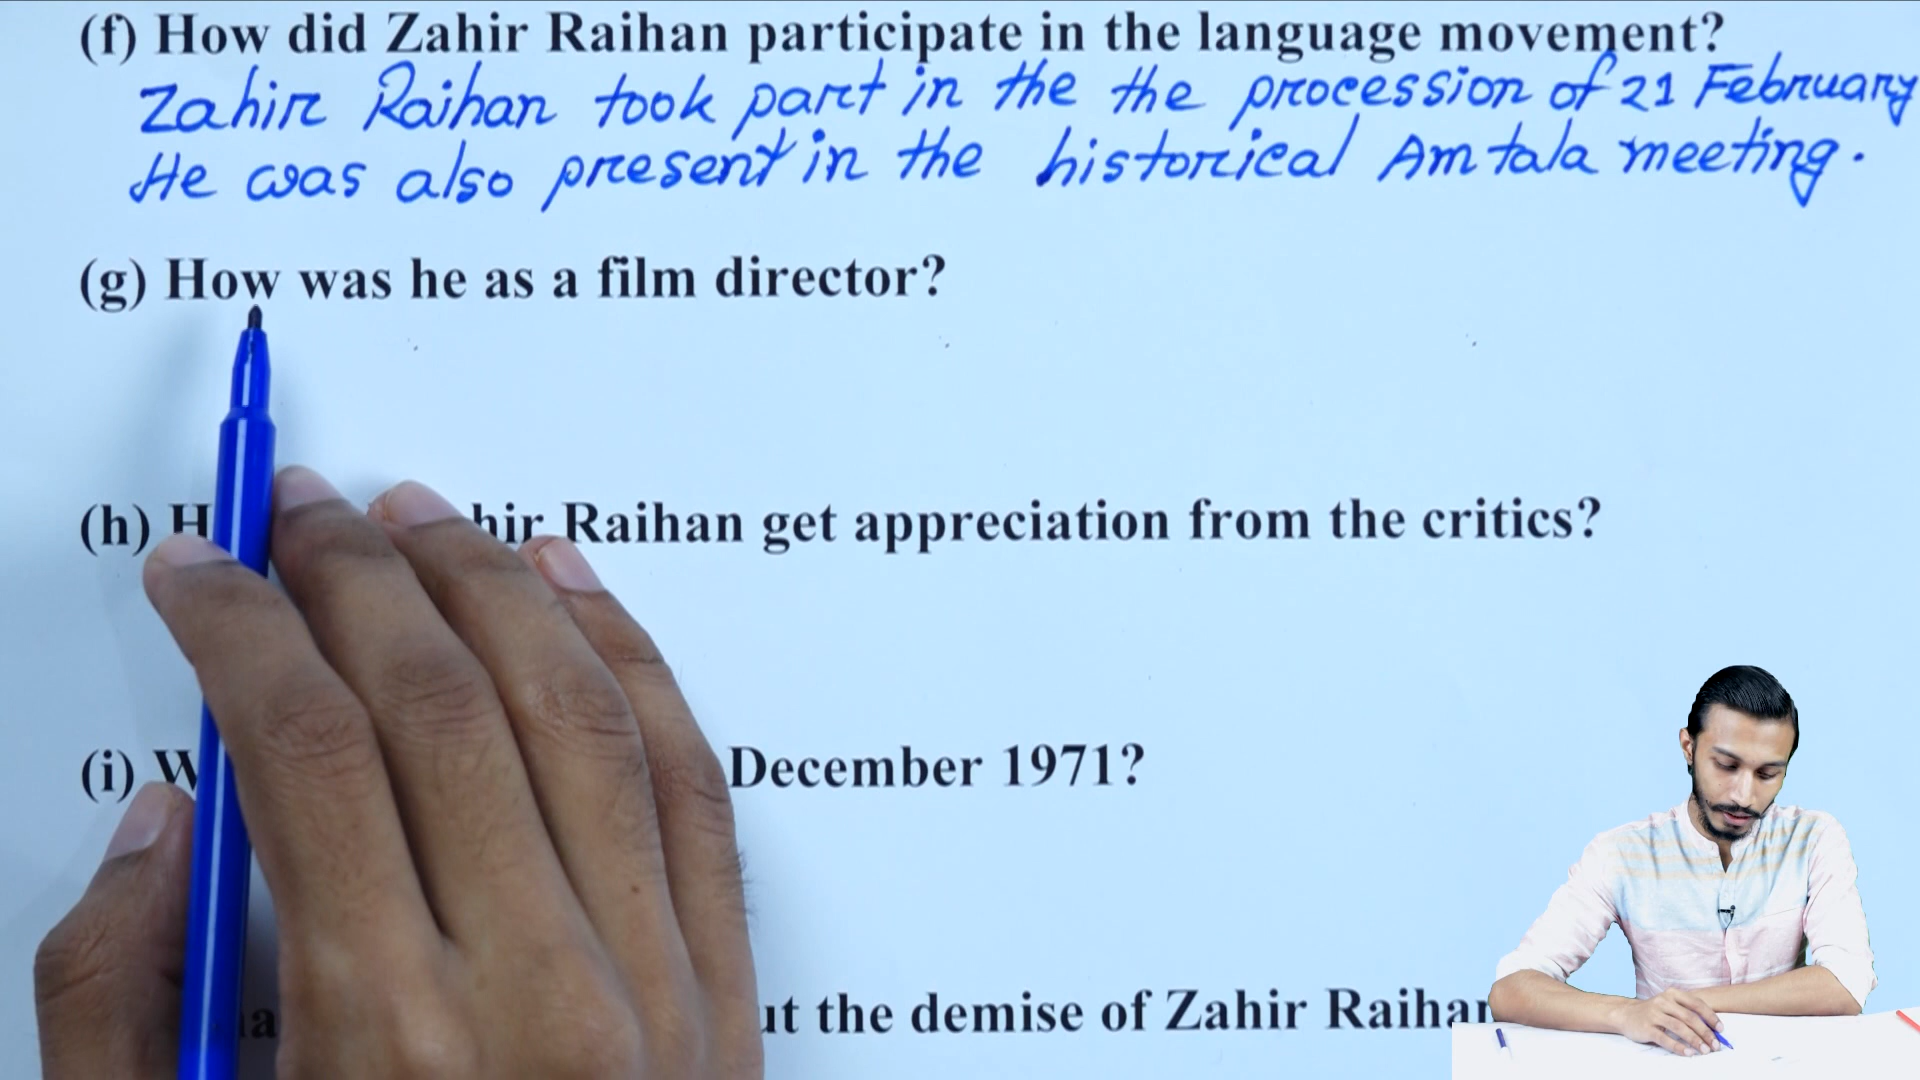 (f) How did Zahir Raihan participate in the language movement?
Zahir Raihan took part in the the procession of 21 February
He was also present in the historical Amtala meeting.
(g) How was he as a film director?
(h) Raihan get appreciation from the critics?
(i) December 1971?
the demise of Zahir